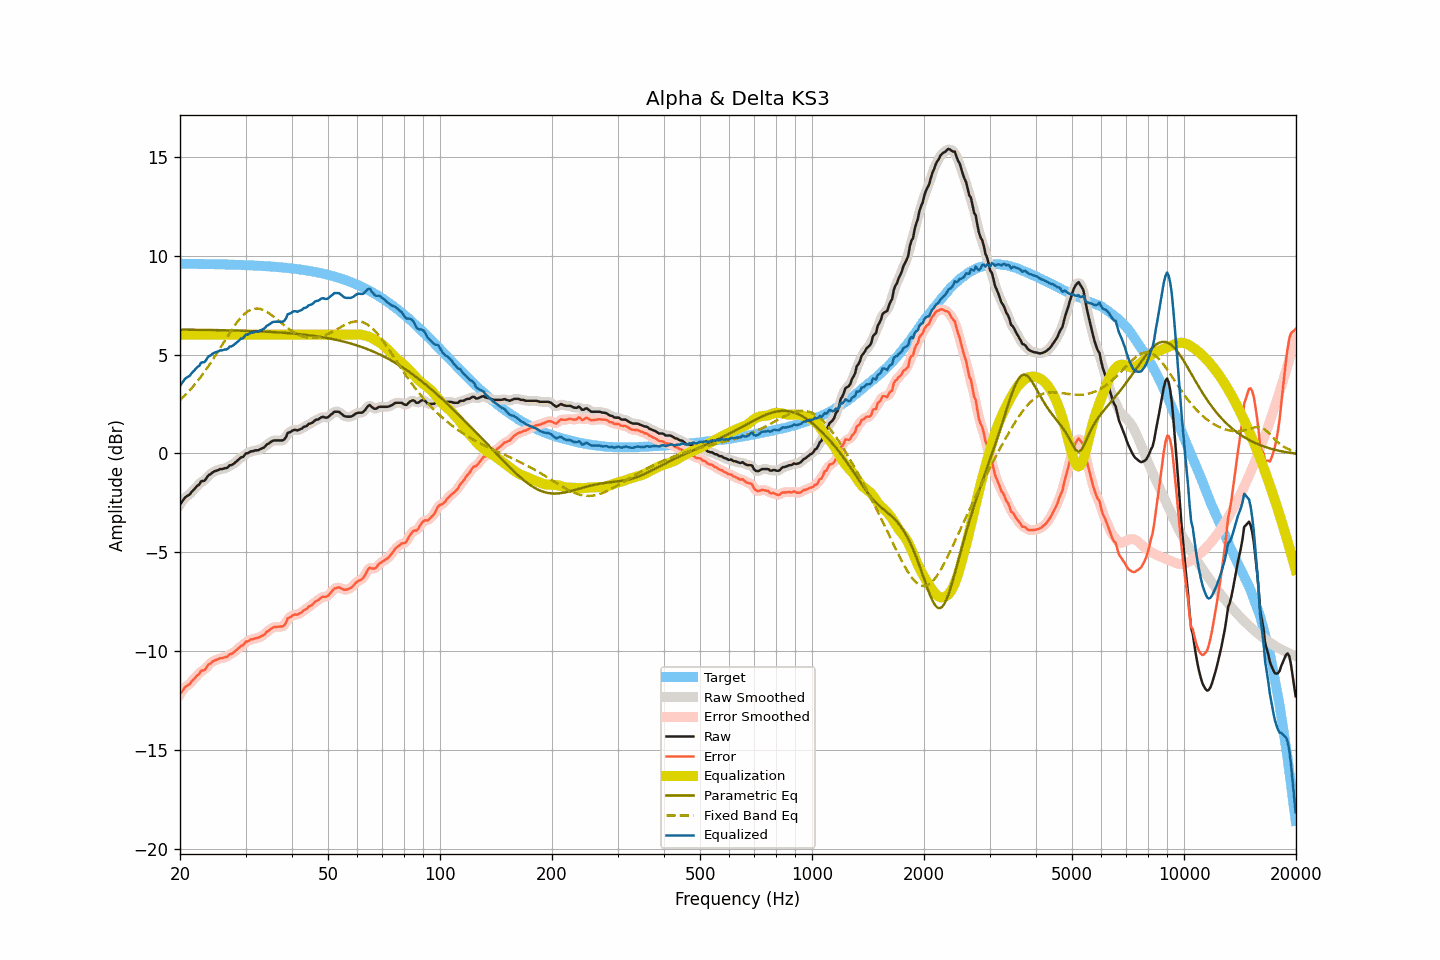 Alpha & Delta KS3
15
10
5
0
−5
−10
−15
−20
Amplitude (dBr)
Target
Raw Smoothed
Error Smoothed
Raw
Error
Equalization
Parametric Eq
Fixed Band Eq
Equalized
20 50 100 200 500 1000 2000 5000 10000 20000
Frequency (Hz)